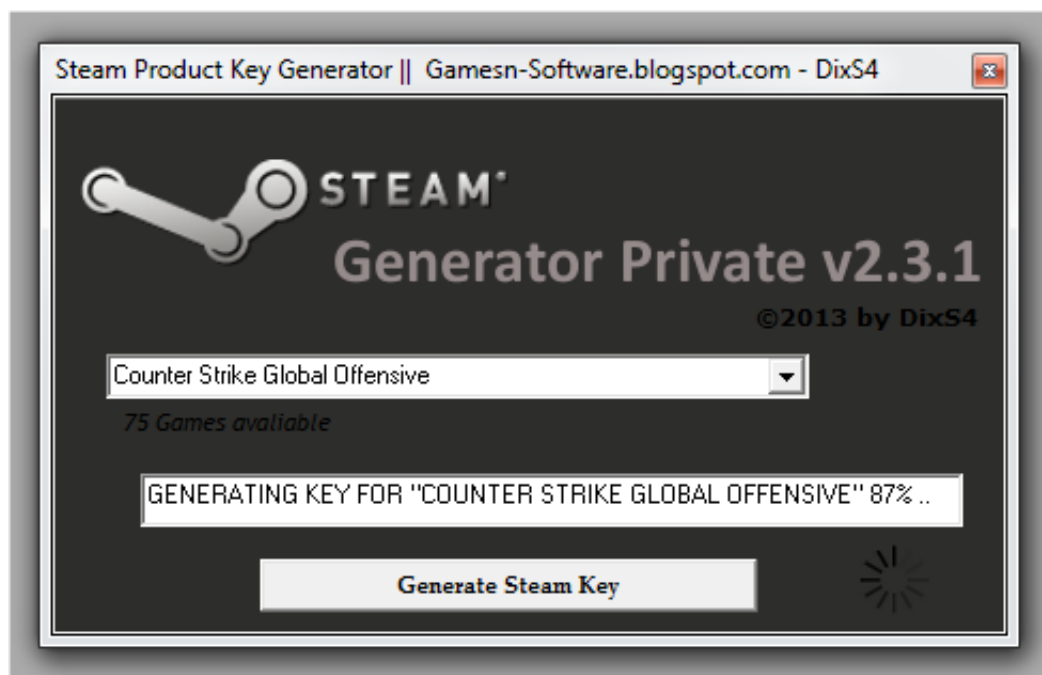 Steam Product Key Generator || Gamesn-Software.blogspot.com - DixS4
STEAM®
Generator Private v2.3.1
©2013 by DixS4
Counter Strike Global Offensive
75 Games avaliable
GENERATING KEY FOR "COUNTER STRIKE GLOBAL OFFENSIVE" 87% ..
Generate Steam Key